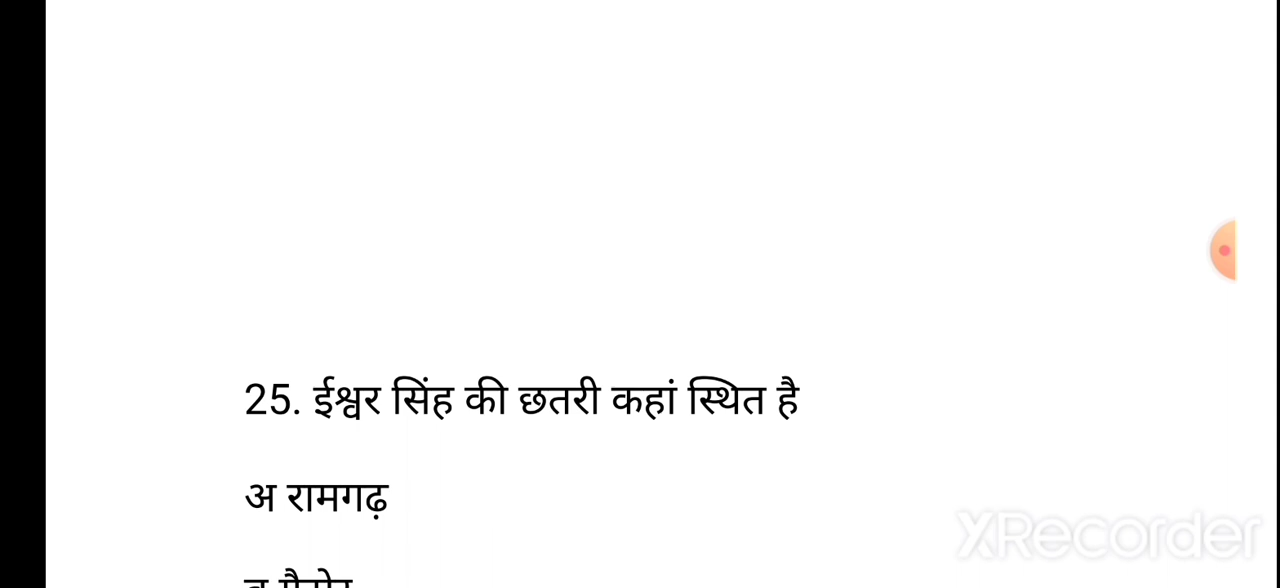 25. ईश्वर सिंह की छतरी कहां स्थित है
अ रामगढ़
XRecorder